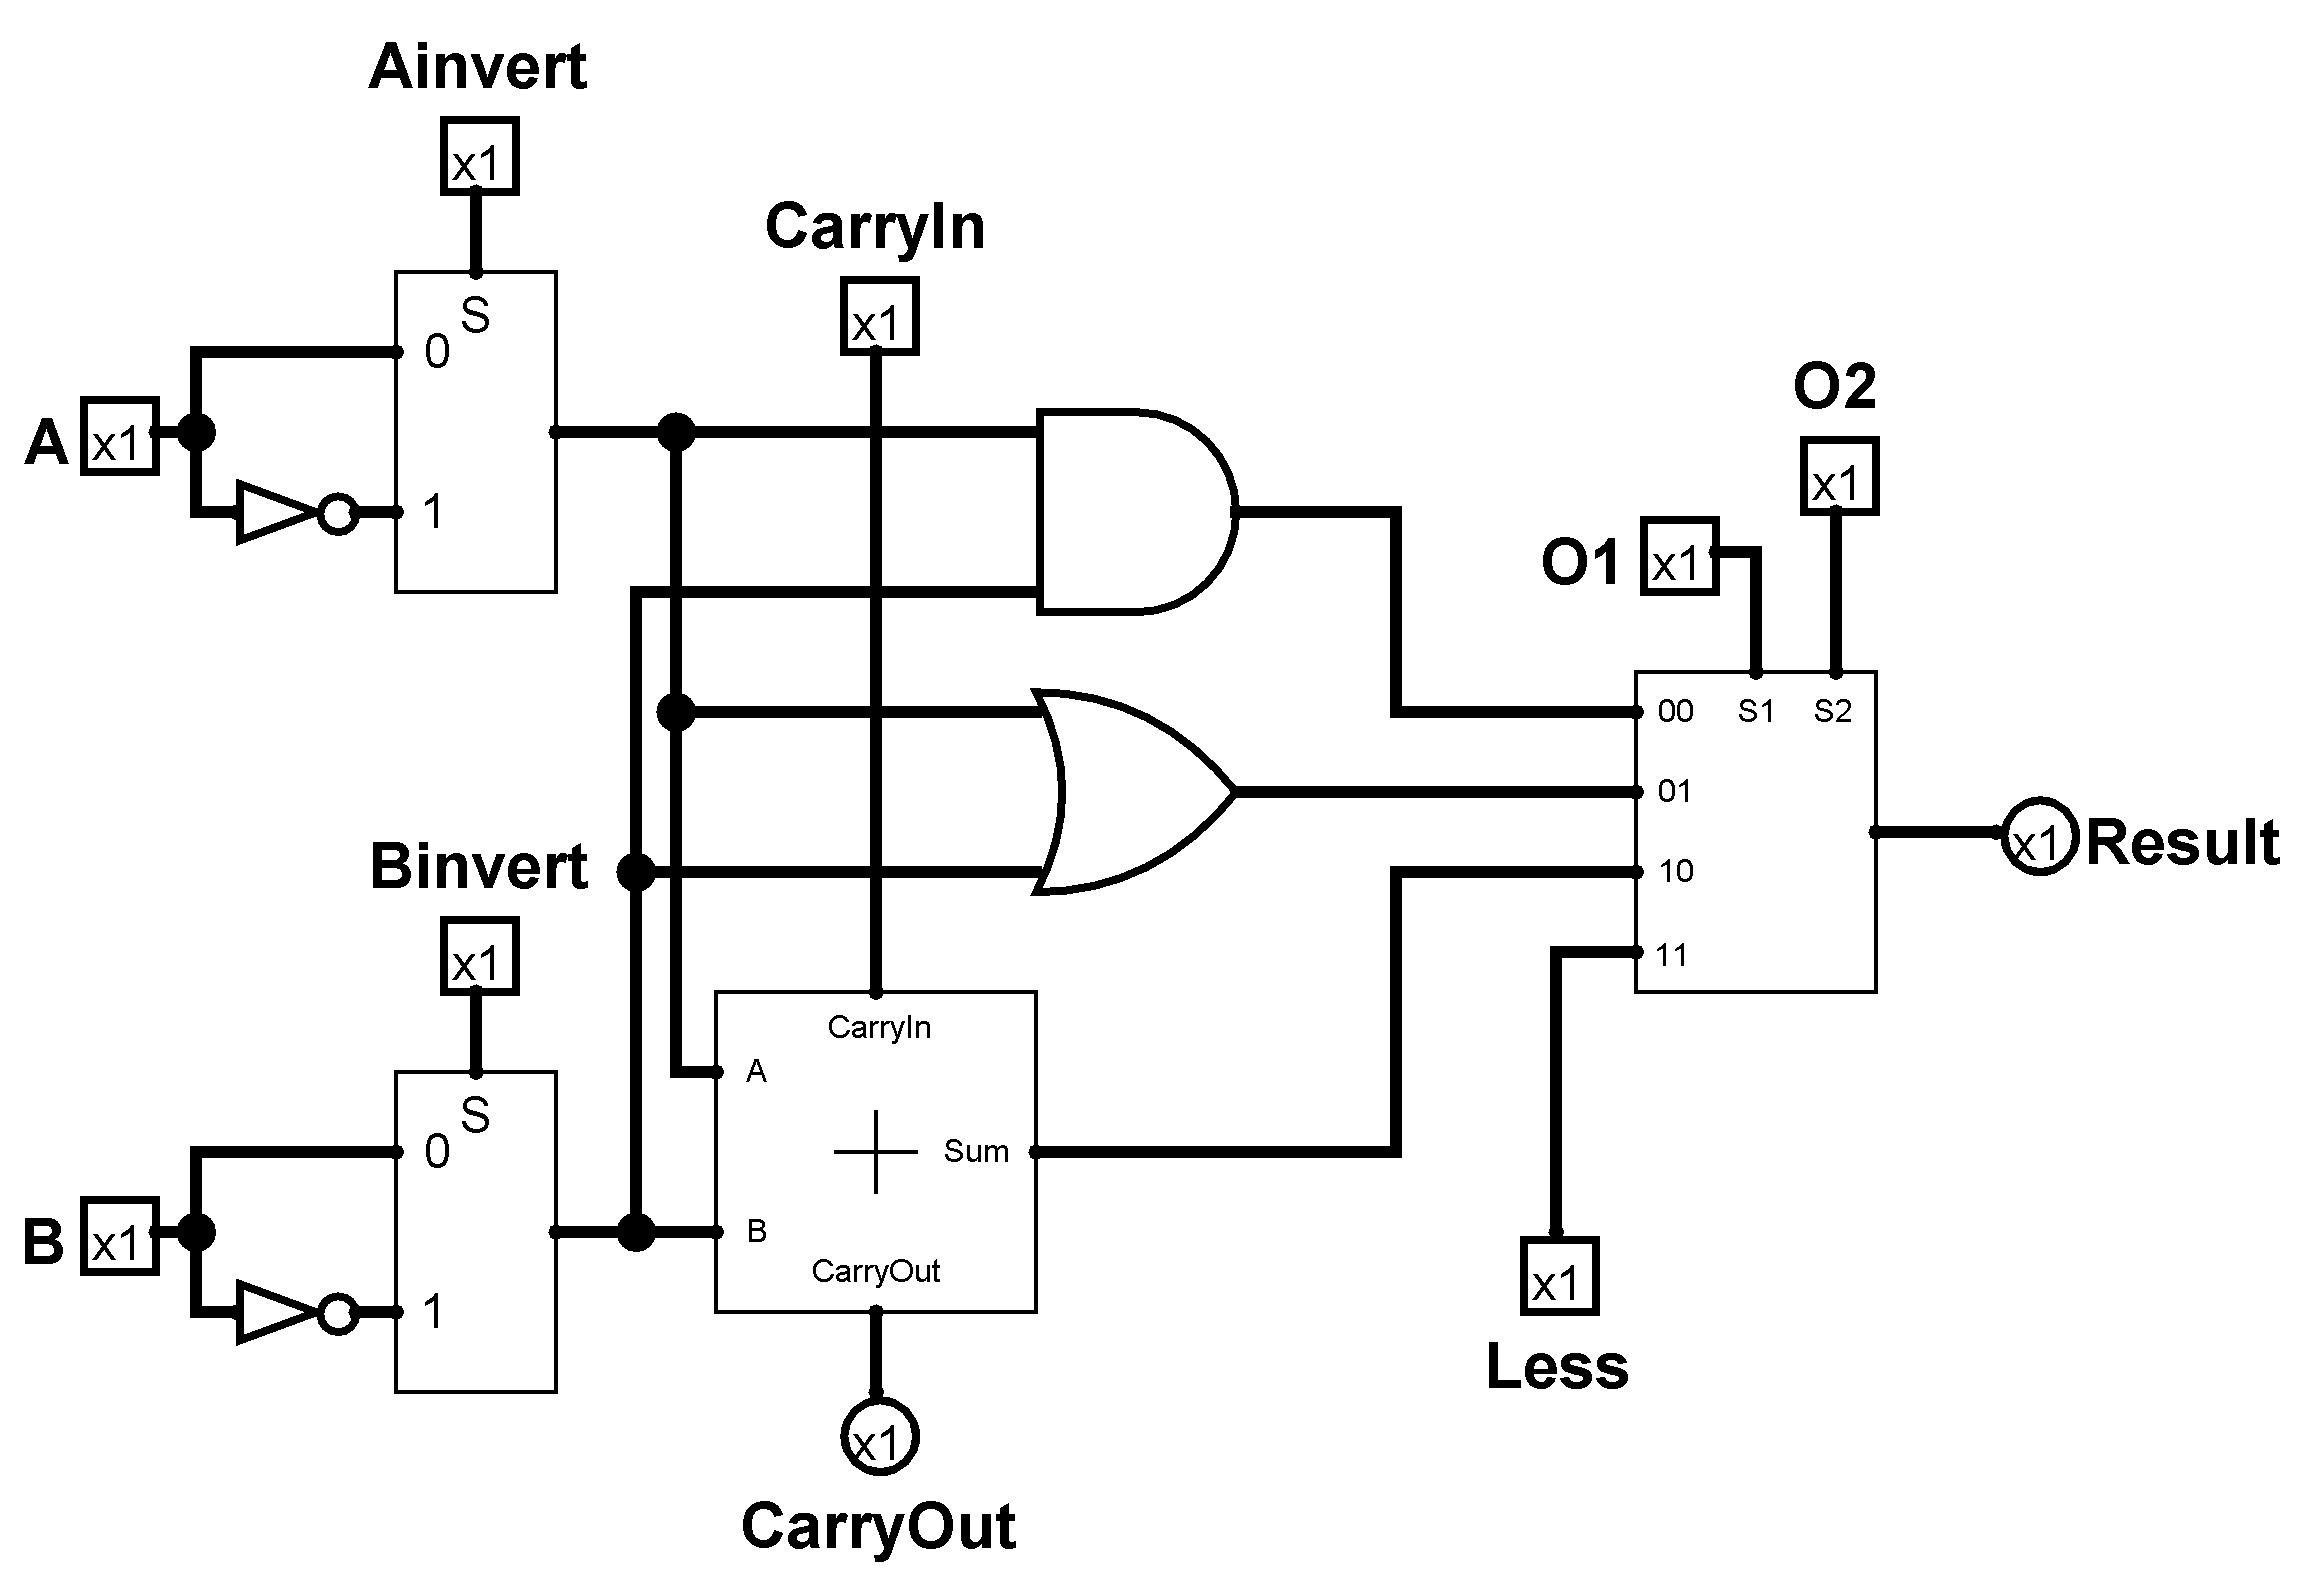 Ainvert
x1
CarryIn
S
0
x1
O2
A
x1
x1
1
O1
x1
00
S1
S2
01
Binvert
x1
Result
10
x1
11
CarryIn
A
S
0
Sum
B
x1
B
CarryOut
x1
1
Less
x1
CarryOut